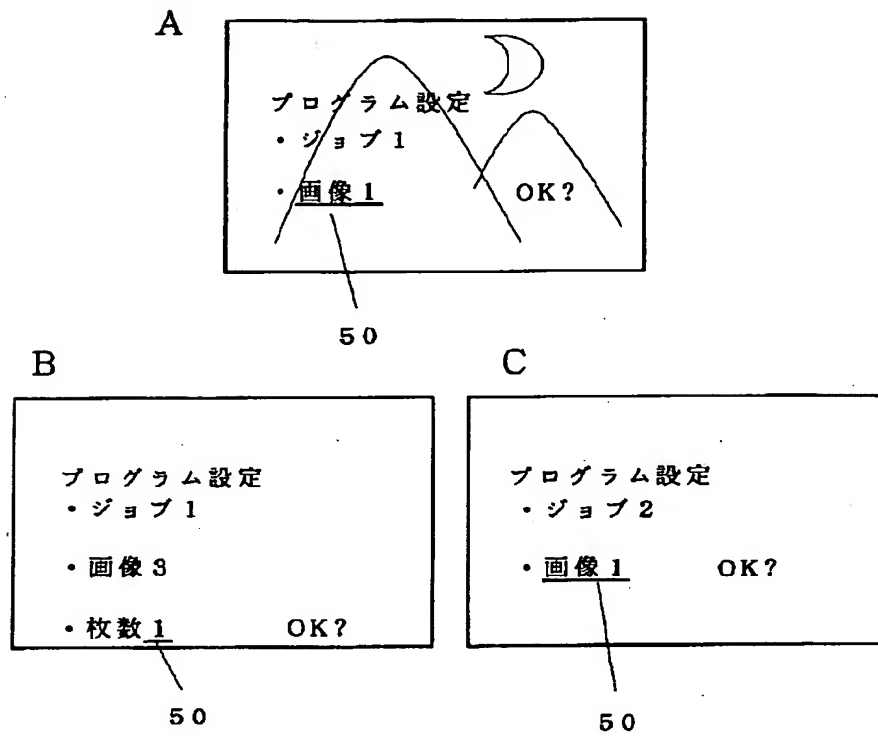 A
プログラム設定
・ジョブ1
・画像1 OK?
50
B
プログラム設定
・ジョブ1
・画像3
・枚数1 OK?
50
C
プログラム設定
・ジョブ2
・画像1 OK?
50